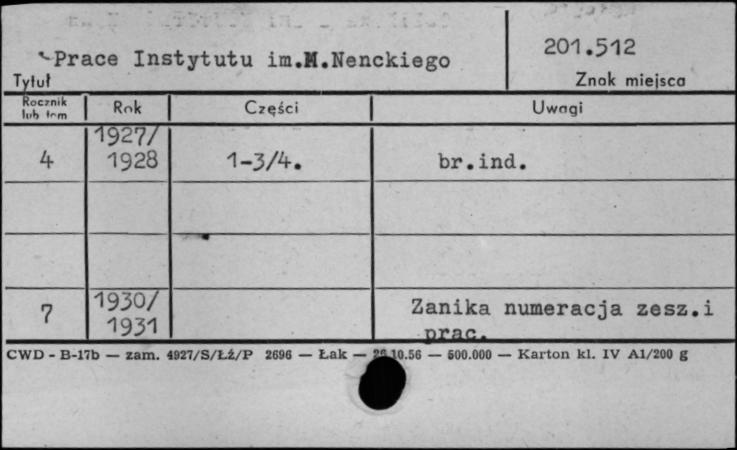 Prace Instytutu im.M.Nenckiego
Tytuł
201.512
Znak miejsca
Rocznik lub tom
Rok
Części
Uwagi
4
1927/
1928
1-3/4.
br.ind.
7
1930/
1931
Zanika numeracja zesz.i
prac.
CWD - B-17b — zam. 4927/S/Łź/P 2696 — Łak — 10.56 — 500.000 — Karton kl. IV A1/200 g